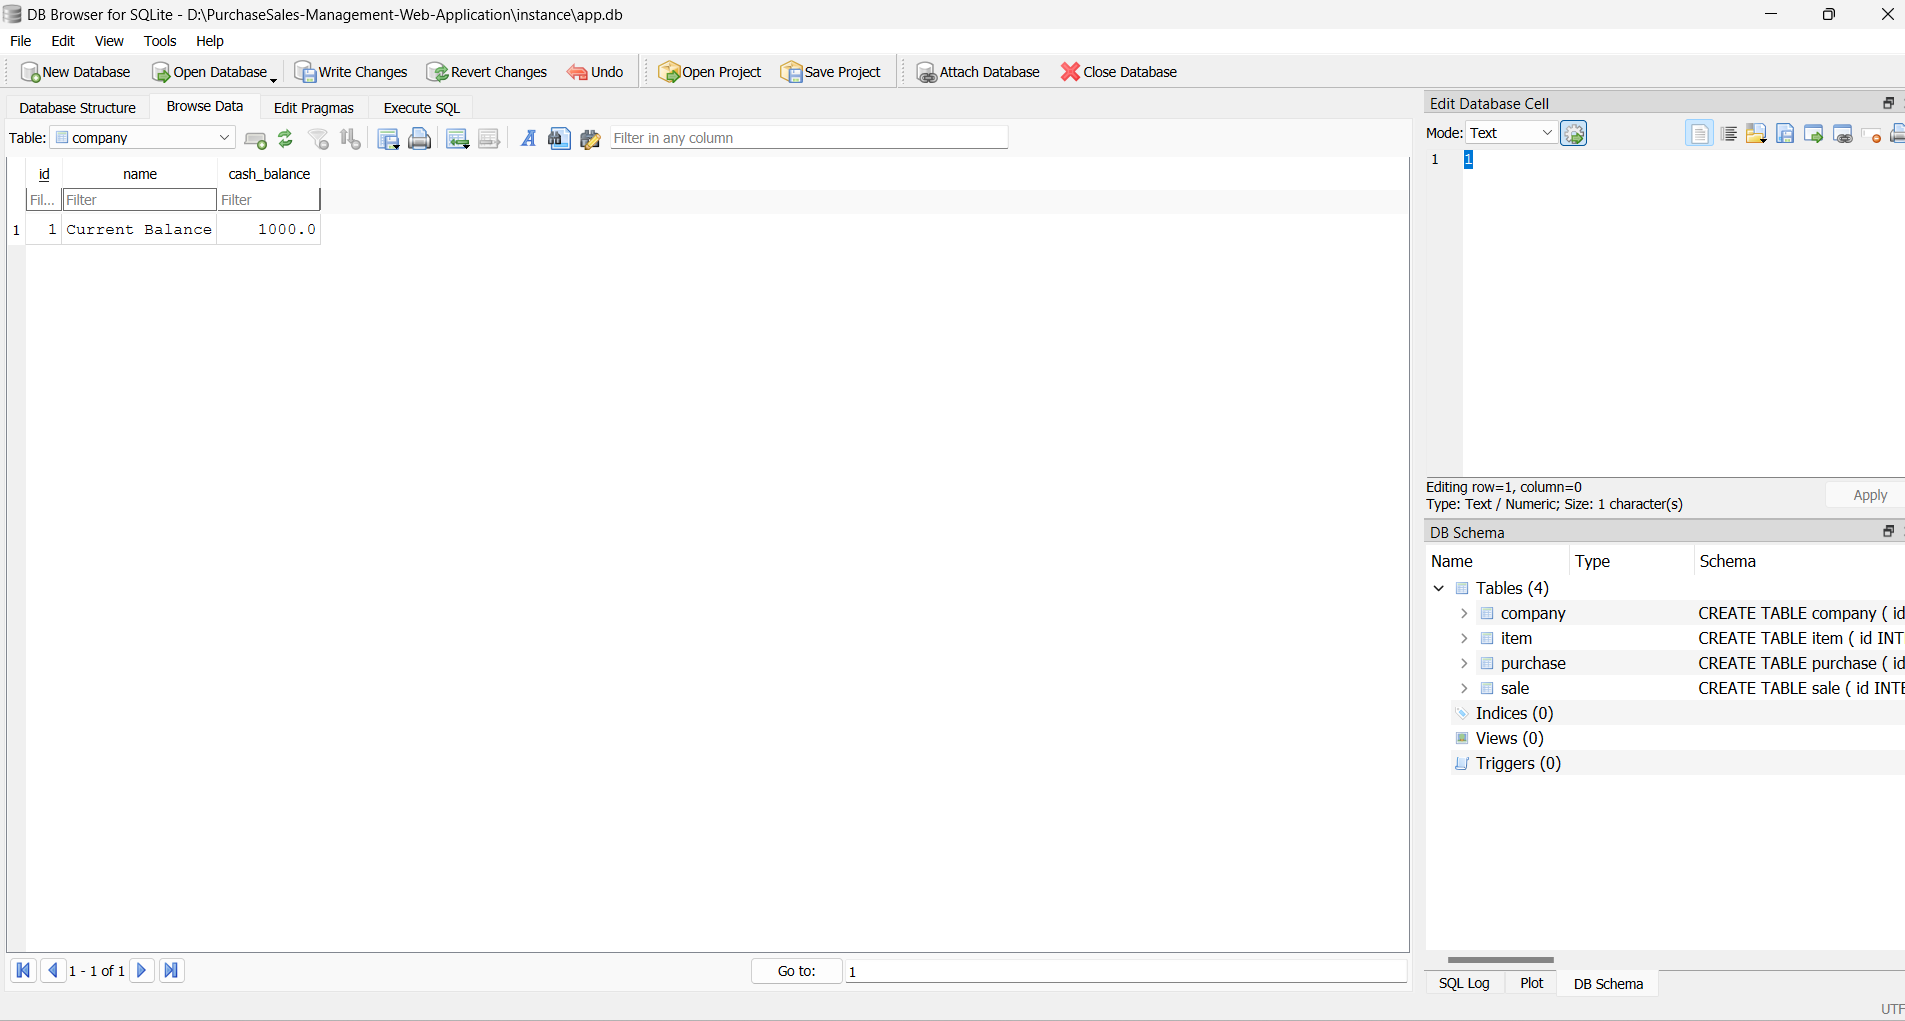 DB Browser for SQLite - D:\PurchaseSales-Management-Web-Application\instance\app.db
File Edit View Tools Help
New Database Open Database Write Changes Revert Changes Undo Open Project Save Project Attach Database Close Database
Database Structure Browse Data Edit Pragmas Execute SQL
Table: company Filter in any column
id name cash_balance
Fil... Filter Filter
1 1 Current Balance 1000.0
1 - 1 of 1 Go to: 1
Edit Database Cell
Mode: Text
1 1
Editing row=1, column=0
Type: Text / Numeric; Size: 1 character(s)
Apply
DB Schema
Name Type Schema
Tables (4)
company CREATE TABLE company ( id
item CREATE TABLE item ( id INT
purchase CREATE TABLE purchase ( id
sale CREATE TABLE sale ( id INTE
Indices (0)
Views (0)
Triggers (0)
SQL Log Plot DB Schema
UTF